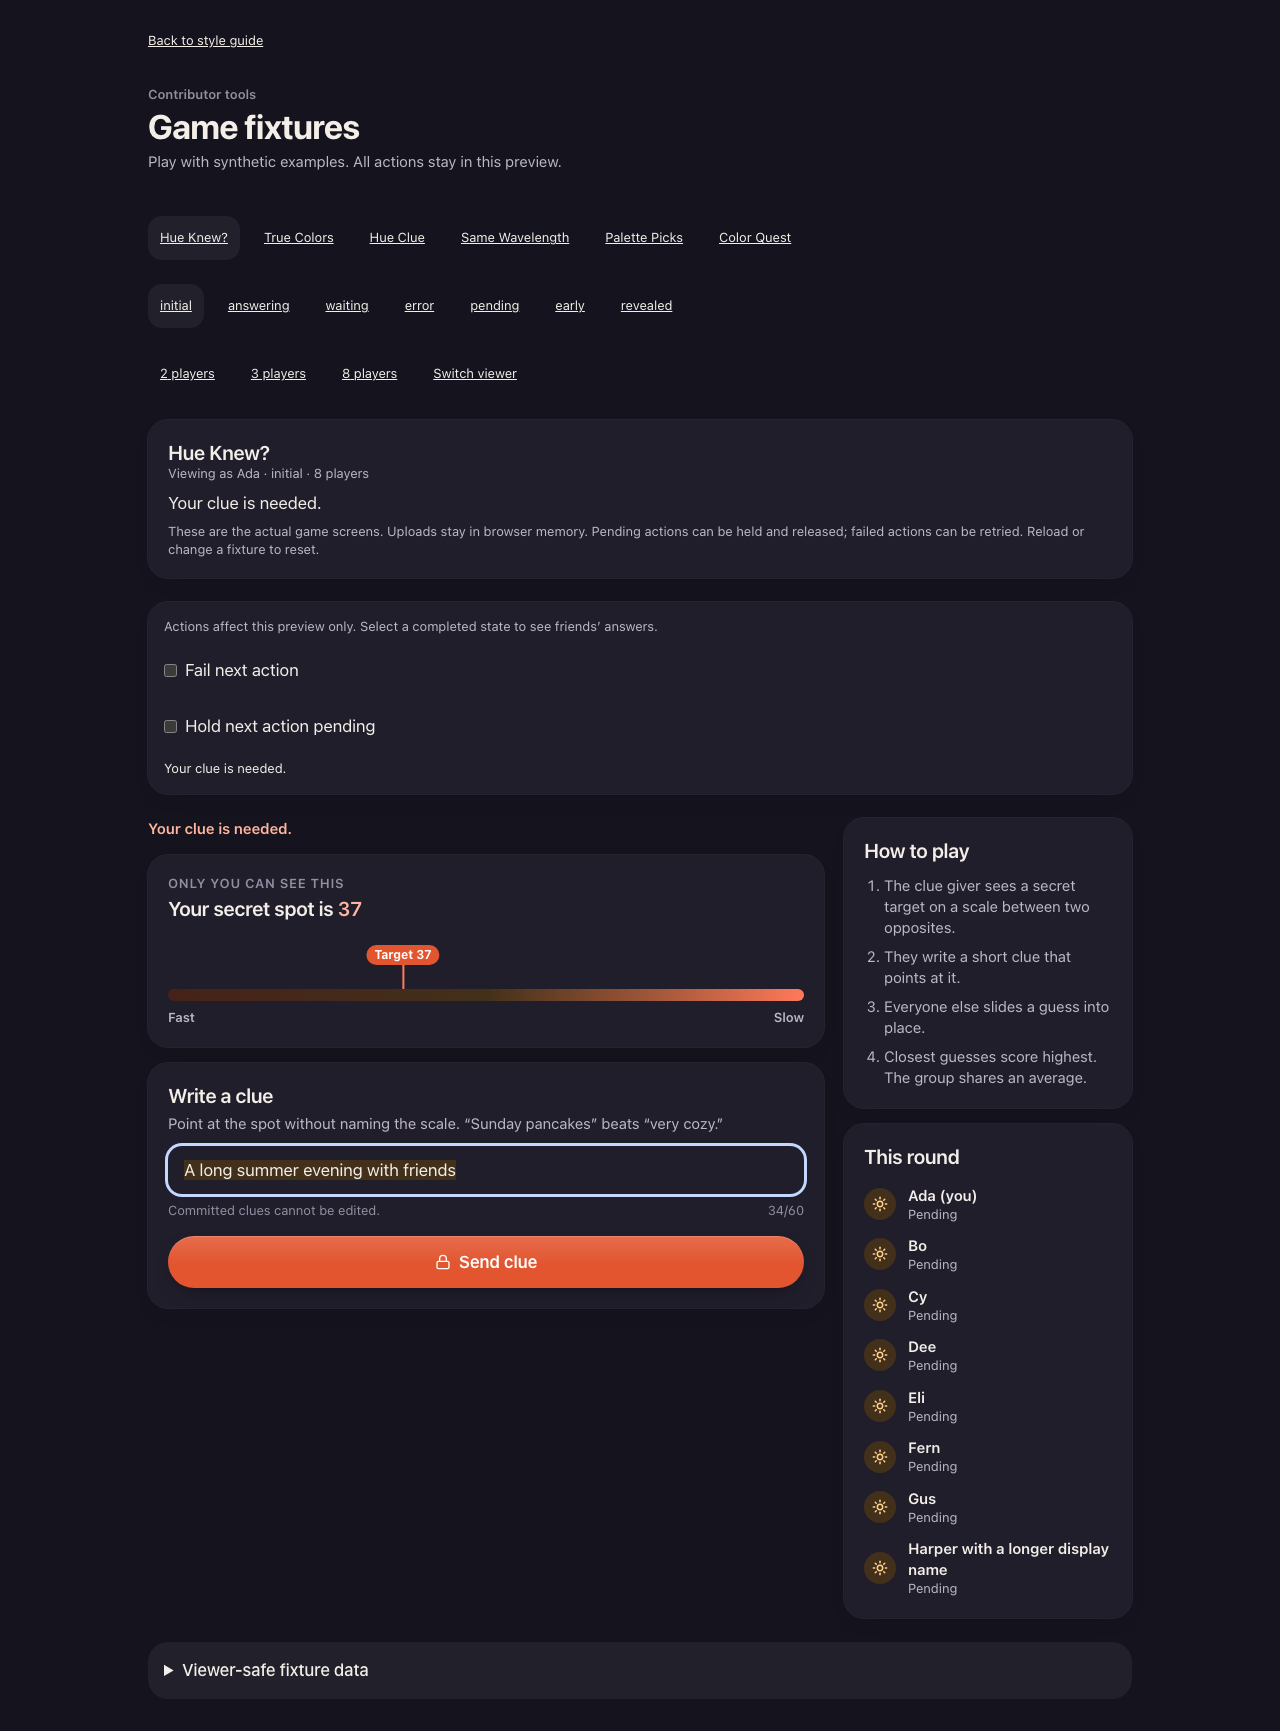 Back to style guide
Contributor tools
Game fixtures
Play with synthetic examples. All actions stay in this preview.
Hue Knew? True Colors Hue Clue Same Wavelength Palette Picks Color Quest
initial answering waiting error pending early revealed
2 players 3 players 8 players Switch viewer
Hue Knew?
Viewing as Ada · initial · 8 players
Your clue is needed.
These are the actual game screens. Uploads stay in browser memory. Pending actions can be held and released; failed actions can be retried. Reload or
change a fixture to reset.
Actions affect this preview only. Select a completed state to see friends’ answers.
Fail next action
Hold next action pending
Your clue is needed.
Your clue is needed.
ONLY YOU CAN SEE THIS
Your secret spot is 37
Target 37
Fast Slow
Write a clue
Point at the spot without naming the scale. “Sunday pancakes” beats “very cozy.”
A long summer evening with friends
Committed clues cannot be edited. 34/60
Send clue
How to play
1. The clue giver sees a secret
target on a scale between two
opposites.
2. They write a short clue that
points at it.
3. Everyone else slides a guess into
place.
4. Closest guesses score highest.
The group shares an average.
This round
Ada (you)
Pending
Bo
Pending
Cy
Pending
Dee
Pending
Eli
Pending
Fern
Pending
Gus
Pending
Harper with a longer display
name
Pending
Viewer-safe fixture data